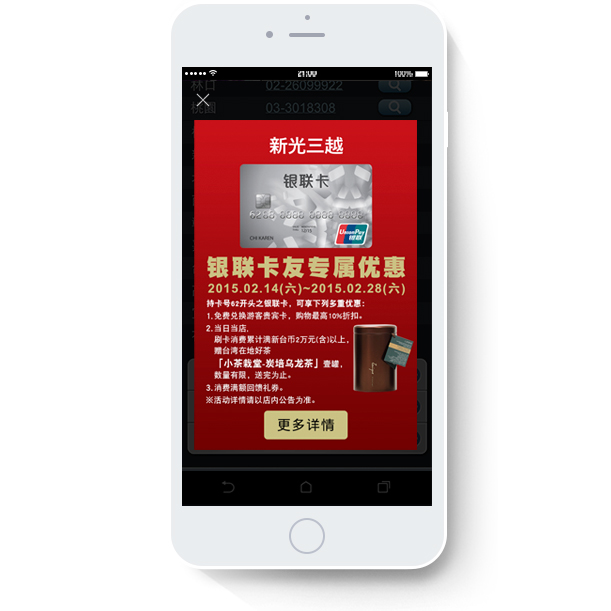 21:00
100%
林口 02-26099922
桃園 03-3018308
新光三越
银联卡
6288 8888 8888 8888
CHI KAREN
UnionPay
银联
银联卡友专属优惠
2015.02.14(六)~2015.02.28(六)
持卡号62开头之银联卡，可享下列多重优惠：
1.免费兑换游客贵宾卡，购物最高10%折扣。
2.当日当店，
刷卡消费累计满新台币2万元(含)以上，
赠台湾在地好茶
「小茶栽堂-炭焙乌龙茶」壹罐，
数量有限，送完为止。
3.消费满额回馈礼券。
※活动详情请以店内公告为准。
更多详情